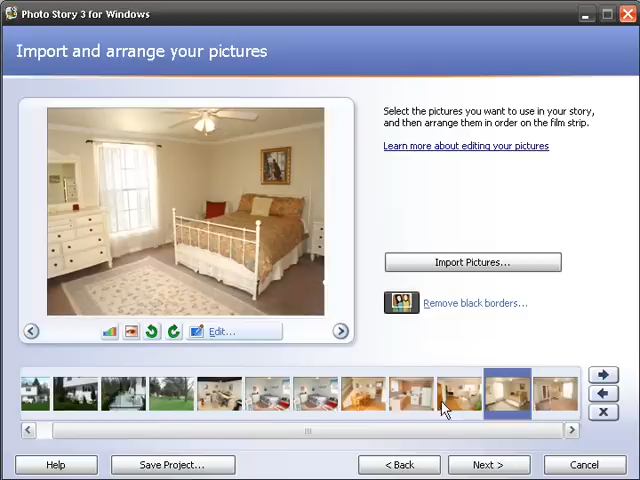 Photo Story 3 for Windows
Import and arrange your pictures
Select the pictures you want to use in your story,
and then arrange them in order on the film strip.
Learn more about editing your pictures
Import Pictures...
Remove black borders...
Edit...
Help
Save Project...
< Back
Next >
Cancel